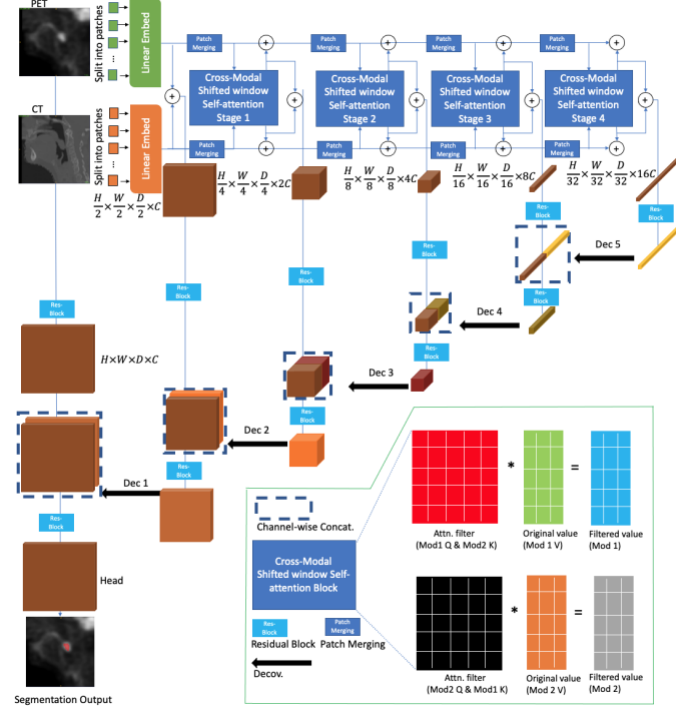 PET
Split into patches
Linear Embed
Patch
Merging
Patch
Merging
Patch
Merging
Patch
Merging
+
+
+
+
Cross-Modal
Shifted window
Self-attention
Stage 1
Cross-Modal
Shifted window
Self-attention
Stage 2
Cross-Modal
Shifted window
Self-attention
Stage 3
Cross-Modal
Shifted window
Self-attention
Stage 4
+
+
+
+
+
CT
Split into patches
Linear Embed
Patch
Merging
Patch
Merging
Patch
Merging
Patch
Merging
+
+
+
+
H/2 × W/2 × D/2 × C
H/4 × W/4 × D/4 × 2C
H/8 × W/8 × D/8 × 4C
H/16 × W/16 × D/16 × 8C
H/32 × W/32 × D/32 × 16C
Res-
Block
Res-
Block
Dec 5
Res-
Block
Res-
Block
Dec 4
Res-
Block
Res-
Block
Res-
Block
Res-
Block
H×W×D×C
Dec 3
Res-
Block
Dec 2
Res-
Block
Dec 1
Res-
Block
Head
Segmentation Output
Channel-wise Concat.
Cross-Modal
Shifted window Self-
attention Block
Res-
Block
Patch
Merging
Residual Block
Patch Merging
Decov.
*
=
Attn. filter
(Mod1 Q & Mod2 K)
Original value
(Mod 1 V)
Filtered value
(Mod 1)
*
=
Attn. filter
(Mod2 Q & Mod1 K)
Original value
(Mod 2 V)
Filtered value
(Mod 2)